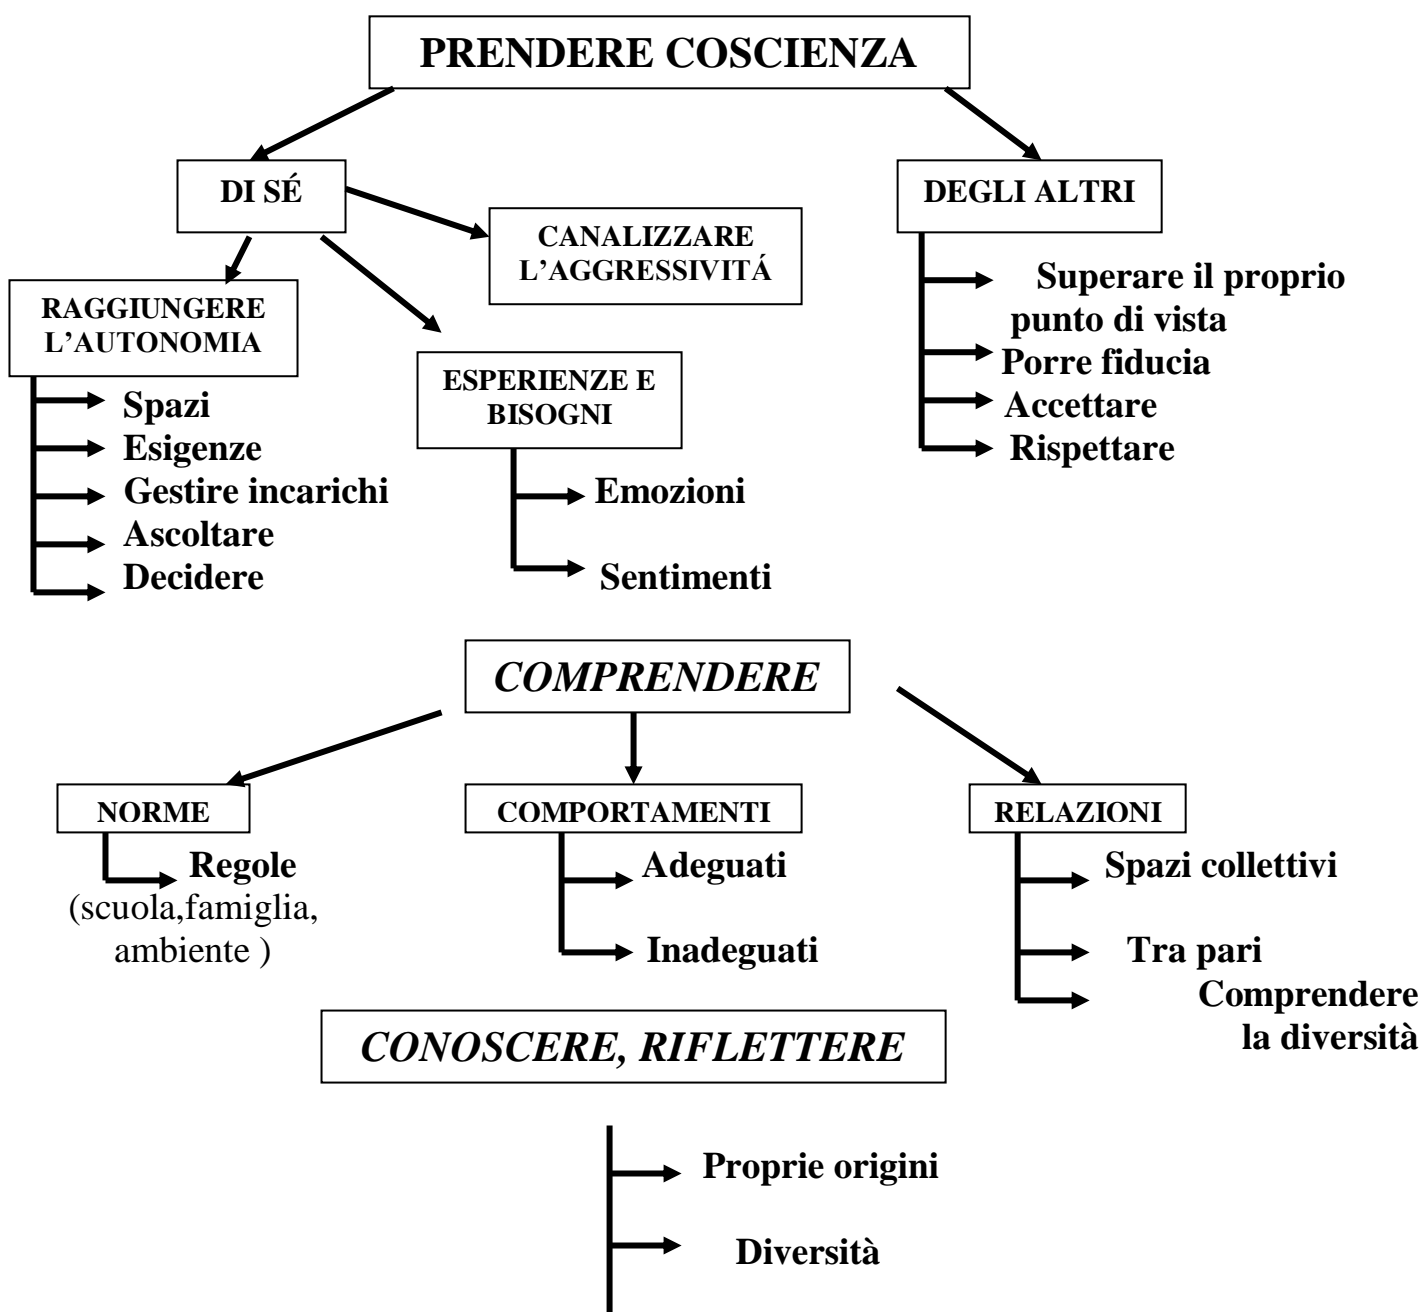 PRENDERE COSCIENZA
DI SÉ
DEGLI ALTRI
CANALIZZARE
L’AGGRESSIVITÁ
RAGGIUNGERE
L’AUTONOMIA
Spazi
Esigenze
Gestire incarichi
Ascoltare
Decidere
ESPERIENZE E
BISOGNI
Emozioni
Sentimenti
Superare il proprio
punto di vista
Porre fiducia
Accettare
Rispettare
COMPRENDERE
NORME
Regole
(scuola,famiglia,
ambiente )
COMPORTAMENTI
Adeguati
Inadeguati
RELAZIONI
Spazi collettivi
Tra pari
Comprendere
la diversità
CONOSCERE, RIFLETTERE
Proprie origini
Diversità